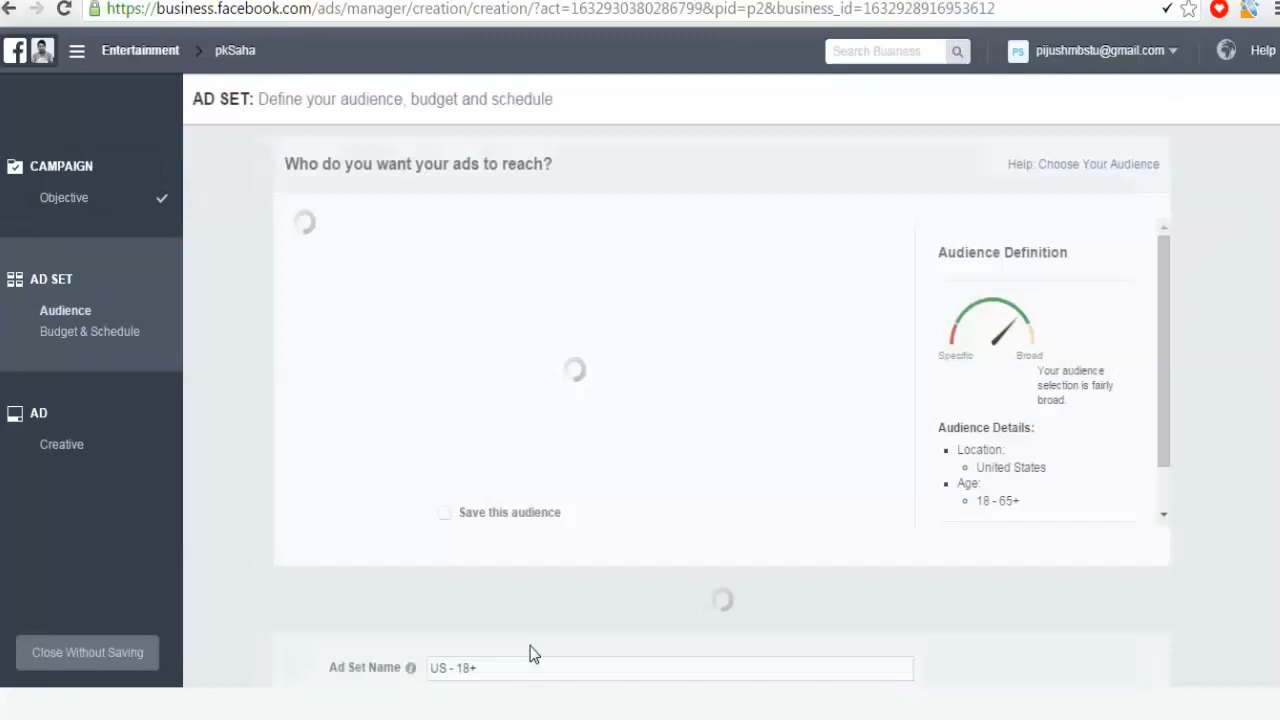 https://business.facebook.com/ads/manager/creation/creation/?act=1632930380286799&pid=p2&business_id=1632928916953612
Entertainment > pkSaha
Search Business
PS pijushmbstu@gmail.com
Help
AD SET: Define your audience, budget and schedule
CAMPAIGN
Objective
AD SET
Audience
Budget & Schedule
AD
Creative
Close Without Saving
Who do you want your ads to reach?
Help: Choose Your Audience
Save this audience
Audience Definition
Specific
Broad
Your audience
selection is fairly
broad.
Audience Details:
Location:
United States
Age:
18 - 65+
Ad Set Name
US - 18+